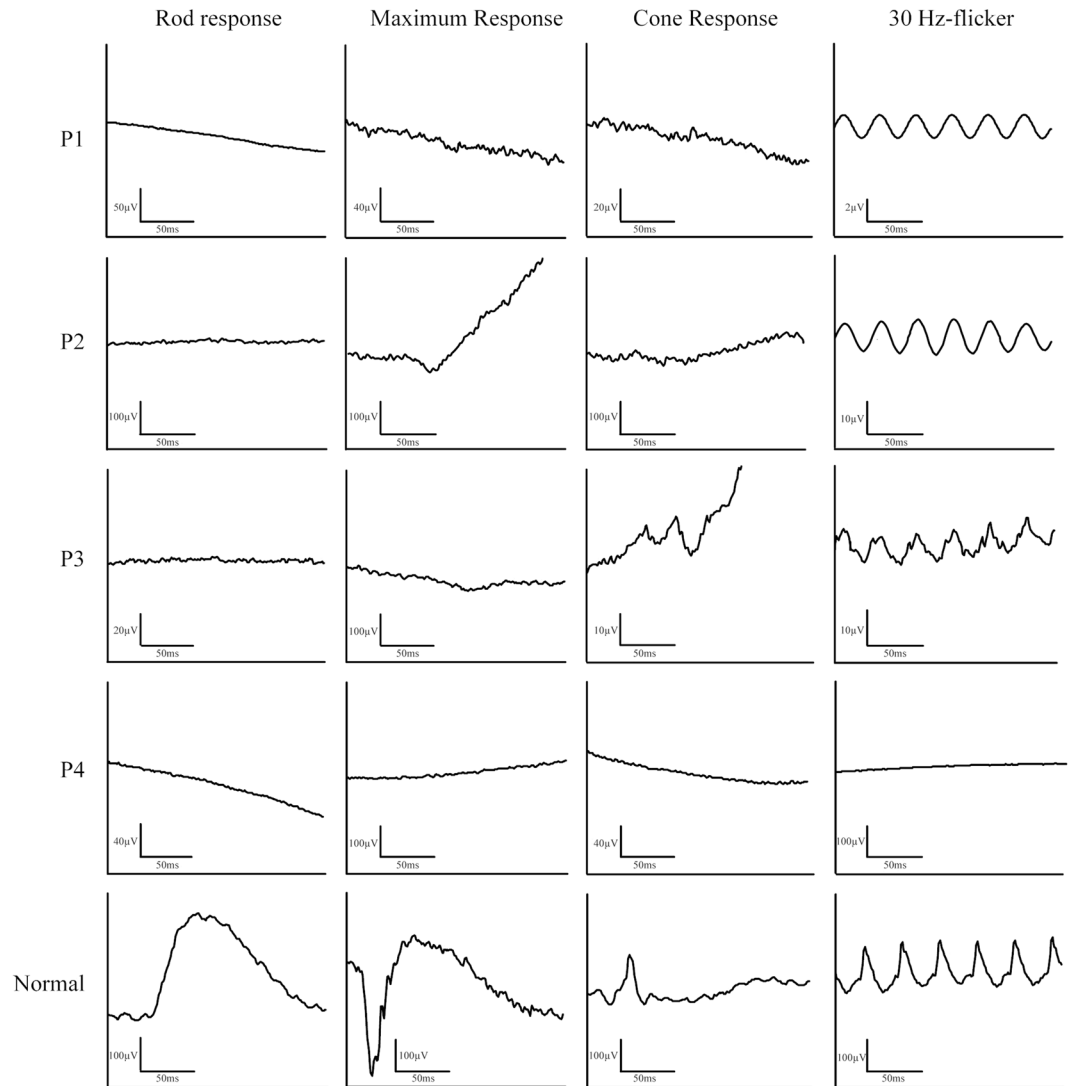 Rod response Maximum Response Cone Response 30 Hz-flicker
P1
50µV 40µV 20µV 2µV
50ms 50ms 50ms 50ms
P2
100µV 100µV 100µV 10µV
50ms 50ms 50ms 50ms
P3
20µV 100µV 10µV 10µV
50ms 50ms 50ms 50ms
P4
40µV 100µV 40µV 100µV
50ms 50ms 50ms 50ms
Normal
100µV 100µV 100µV 100µV
50ms 50ms 50ms 50ms